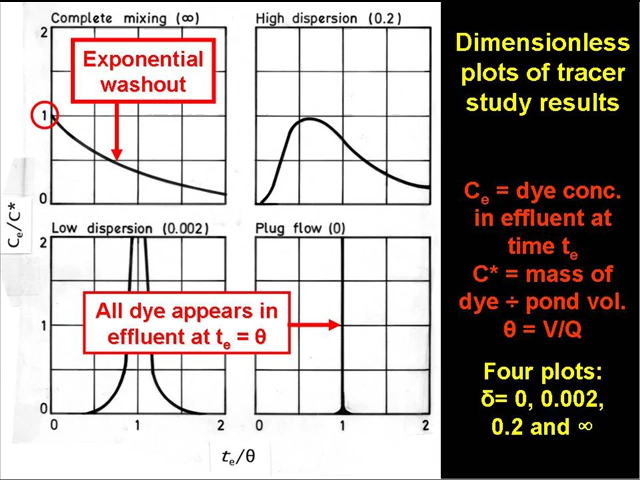 Complete mixing (∞)
High dispersion (0.2)
2
Exponential
washout
1
0
Low dispersion (0.002)
Plug flow (0)
2
1
0
All dye appears in
effluent at te = θ
0
1
2
0
1
2
Ce/C*
te/θ
Dimensionless
plots of tracer
study results
Ce = dye conc.
in effluent at
time te
C* = mass of
dye ÷ pond vol.
θ = V/Q
Four plots:
δ= 0, 0.002,
0.2 and ∞